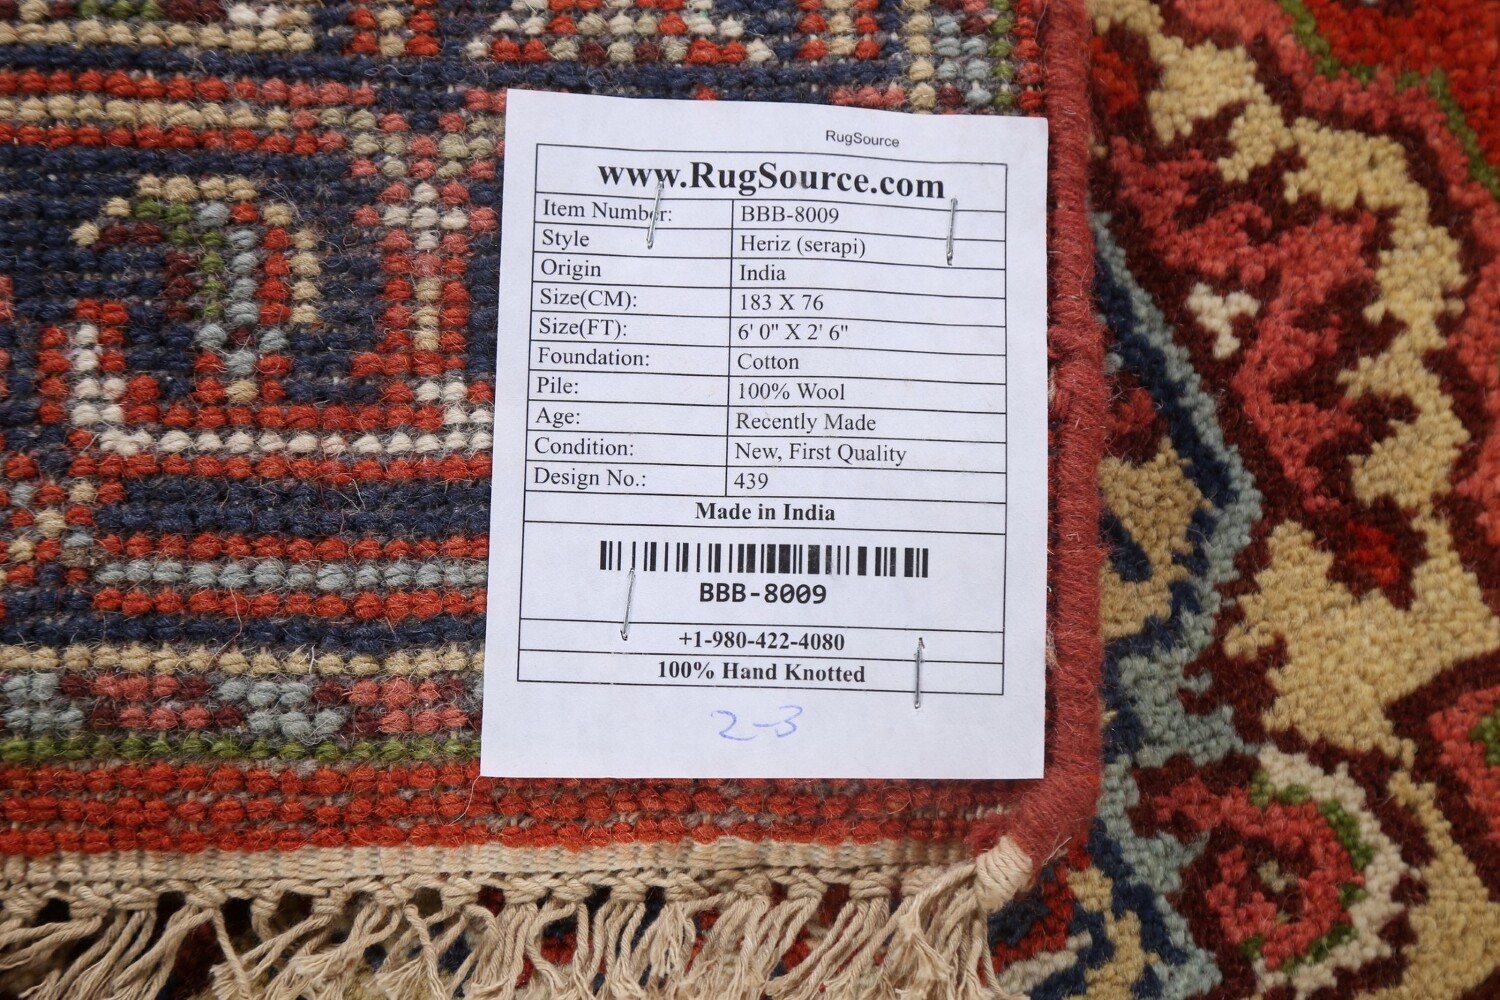 RugSource
www.RugSource.com
Item Number: BBB-8009
Style Heriz (serapi)
Origin India
Size(CM): 183 X 76
Size(FT): 6' 0" X 2' 6"
Foundation: Cotton
Pile: 100% Wool
Age: Recently Made
Condition: New, First Quality
Design No.: 439
Made in India
BBB-8009
+1-980-422-4080
100% Hand Knotted
2-3